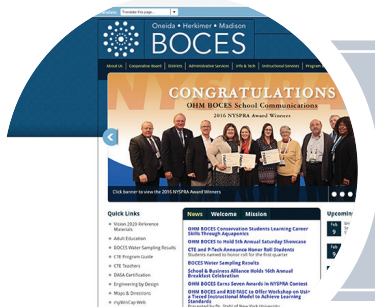 Translate this page...
Oneida • Herkimer • Madison
BOCES
About Us
Cooperative Board
Districts
Administrative Services
Info & Tech
Instructional Services
Program
CONGRATULATIONS
OHM BOCES School Communications
2016 NYSPRA Award Winners
Click banner to view the 2016 NYSPRA Award Winners
Quick Links
Vision 2020 Reference
Materials
Adult Education
BOCES Water Sampling Results
CTE Program Guide
CTE Teachers
DASA Certification
Engineering by Design
Maps & Directions
myWinCap Web
News Welcome Mission
OHM BOCES Conservation Students Learning Career
Skills Through Aquaponics
OHM BOCES to Hold 5th Annual Saturday Showcase
CTE and P-Tech Announce Honor Roll Students
Students named to honor roll for the first quarter
BOCES Water Sampling Results
School & Business Alliance Holds 16th Annual
Breakfast Celebration
OHM BOCES Earns Seven Awards in NYSPRA Contest
OHM BOCES and RSE-TASC to Offer Workshop on Using
a Tiered Instructional Model to Achieve Learning
Standards
Upcoming
Feb
9
Feb
9